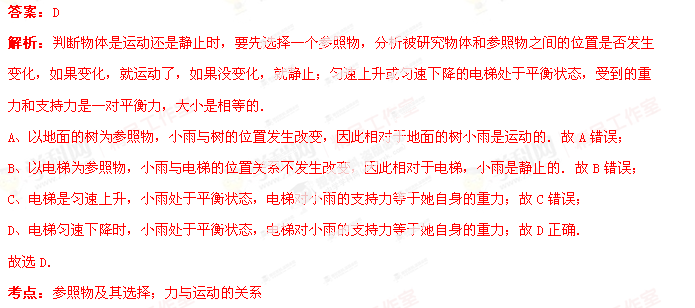 答案：D
解析：判断物体是运动还是静止时，要先选择一个参照物，分析被研究物体和参照物之间的位置是否发生
变化，如果变化，就运动了，如果没变化，就静止；匀速上升或匀速下降的电梯处于平衡状态，受到的重
力和支持力是一对平衡力，大小是相等的．
A、以地面的树为参照物，小雨与树的位置发生改变，因此相对于地面的树小雨是运动的．故 A 错误；
B、以电梯为参照物，小雨与电梯的位置关系不发生改变，因此相对于电梯，小雨是静止的．故 B 错误；
C、电梯是匀速上升，小雨处于平衡状态，电梯对小雨的支持力等于她自身的重力；故 C 错误；
D、电梯匀速下降时，小雨处于平衡状态，电梯对小雨的支持力等于她自身的重力；故 D 正确．
故选 D．
考点：参照物及其选择；力与运动的关系